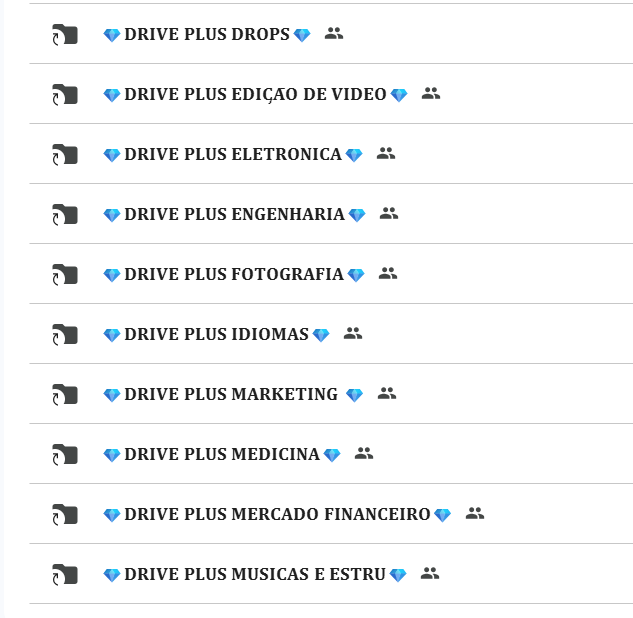 💎DRIVE PLUS DROPS💎
💎DRIVE PLUS EDIÇÃO DE VIDEO💎
💎DRIVE PLUS ELETRONICA💎
💎DRIVE PLUS ENGENHARIA💎
💎DRIVE PLUS FOTOGRAFIA💎
💎DRIVE PLUS IDIOMAS💎
💎DRIVE PLUS MARKETING 💎
💎DRIVE PLUS MEDICINA💎
💎DRIVE PLUS MERCADO FINANCEIRO💎
💎DRIVE PLUS MUSICAS E ESTRU💎